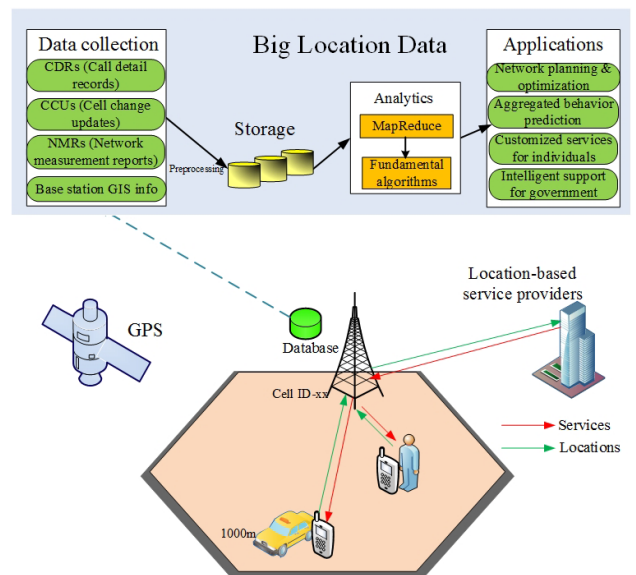 Big Location Data
Data collection
CDRs (Call detail
records)
CCUs (Cell change
updates)
NMRs (Network
measurement reports)
Base station GIS info
Preprocessing
Storage
Analytics
MapReduce
Fundamental
algorithms
Applications
Network planning &
optimization
Aggregated behavior
prediction
Customized services
for individuals
Intelligent support
for government
GPS
Database
Location-based
service providers
Cell ID-xx
Services
Locations
1000m